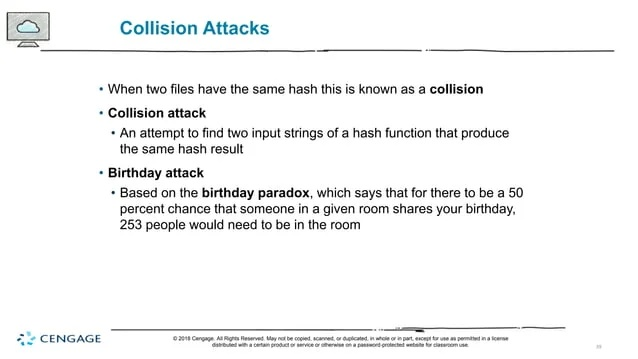 Collision Attacks
• When two files have the same hash this is known as a collision
• Collision attack
• An attempt to find two input strings of a hash function that produce
the same hash result
• Birthday attack
• Based on the birthday paradox, which says that for there to be a 50
percent chance that someone in a given room shares your birthday,
253 people would need to be in the room
CENGAGE
© 2018 Cengage. All Rights Reserved. May not be copied, scanned, or duplicated, in whole or in part, except for use as permitted in a license
distributed with a certain product or service or otherwise on a password-protected website for classroom use.